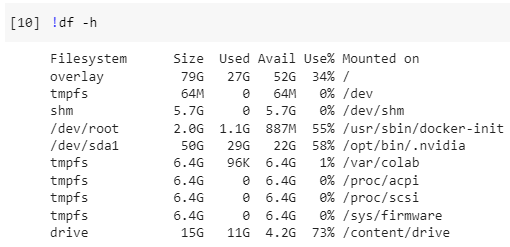 [10] !df -h
Filesystem Size Used Avail Use% Mounted on
overlay 79G 27G 52G 34% /
tmpfs 64M 0 64M 0% /dev
shm 5.7G 0 5.7G 0% /dev/shm
/dev/root 2.0G 1.1G 887M 55% /usr/sbin/docker-init
/dev/sda1 50G 29G 22G 58% /opt/bin/.nvidia
tmpfs 6.4G 96K 6.4G 1% /var/colab
tmpfs 6.4G 0 6.4G 0% /proc/acpi
tmpfs 6.4G 0 6.4G 0% /proc/scsi
tmpfs 6.4G 0 6.4G 0% /sys/firmware
drive 15G 11G 4.2G 73% /content/drive